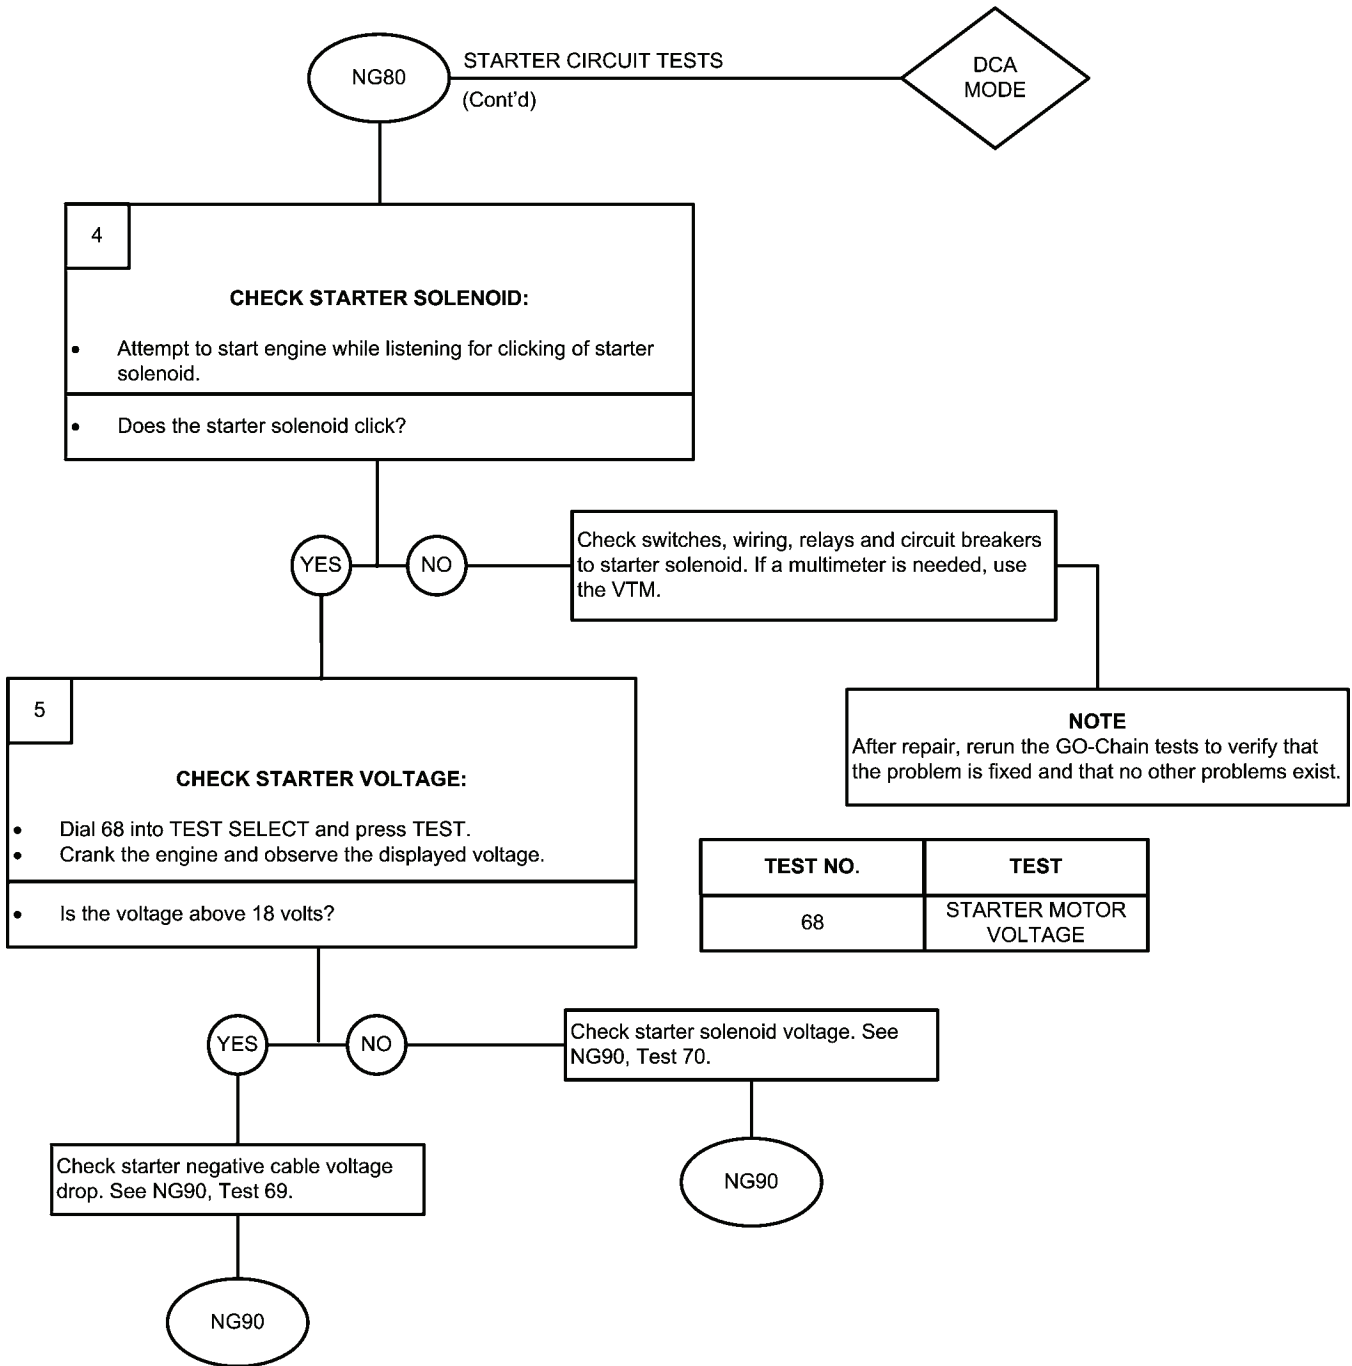 NG80
STARTER CIRCUIT TESTS
(Cont'd)
DCA
MODE
4
CHECK STARTER SOLENOID:
• Attempt to start engine while listening for clicking of starter
solenoid.
• Does the starter solenoid click?
YES
NO
Check switches, wiring, relays and circuit breakers
to starter solenoid. If a multimeter is needed, use
the VTM.
NOTE
After repair, rerun the GO-Chain tests to verify that
the problem is fixed and that no other problems exist.
5
CHECK STARTER VOLTAGE:
• Dial 68 into TEST SELECT and press TEST.
• Crank the engine and observe the displayed voltage.
• Is the voltage above 18 volts?
TEST NO. TEST
68 STARTER MOTOR
VOLTAGE
YES
NO
Check starter solenoid voltage. See
NG90, Test 70.
NG90
Check starter negative cable voltage
drop. See NG90, Test 69.
NG90